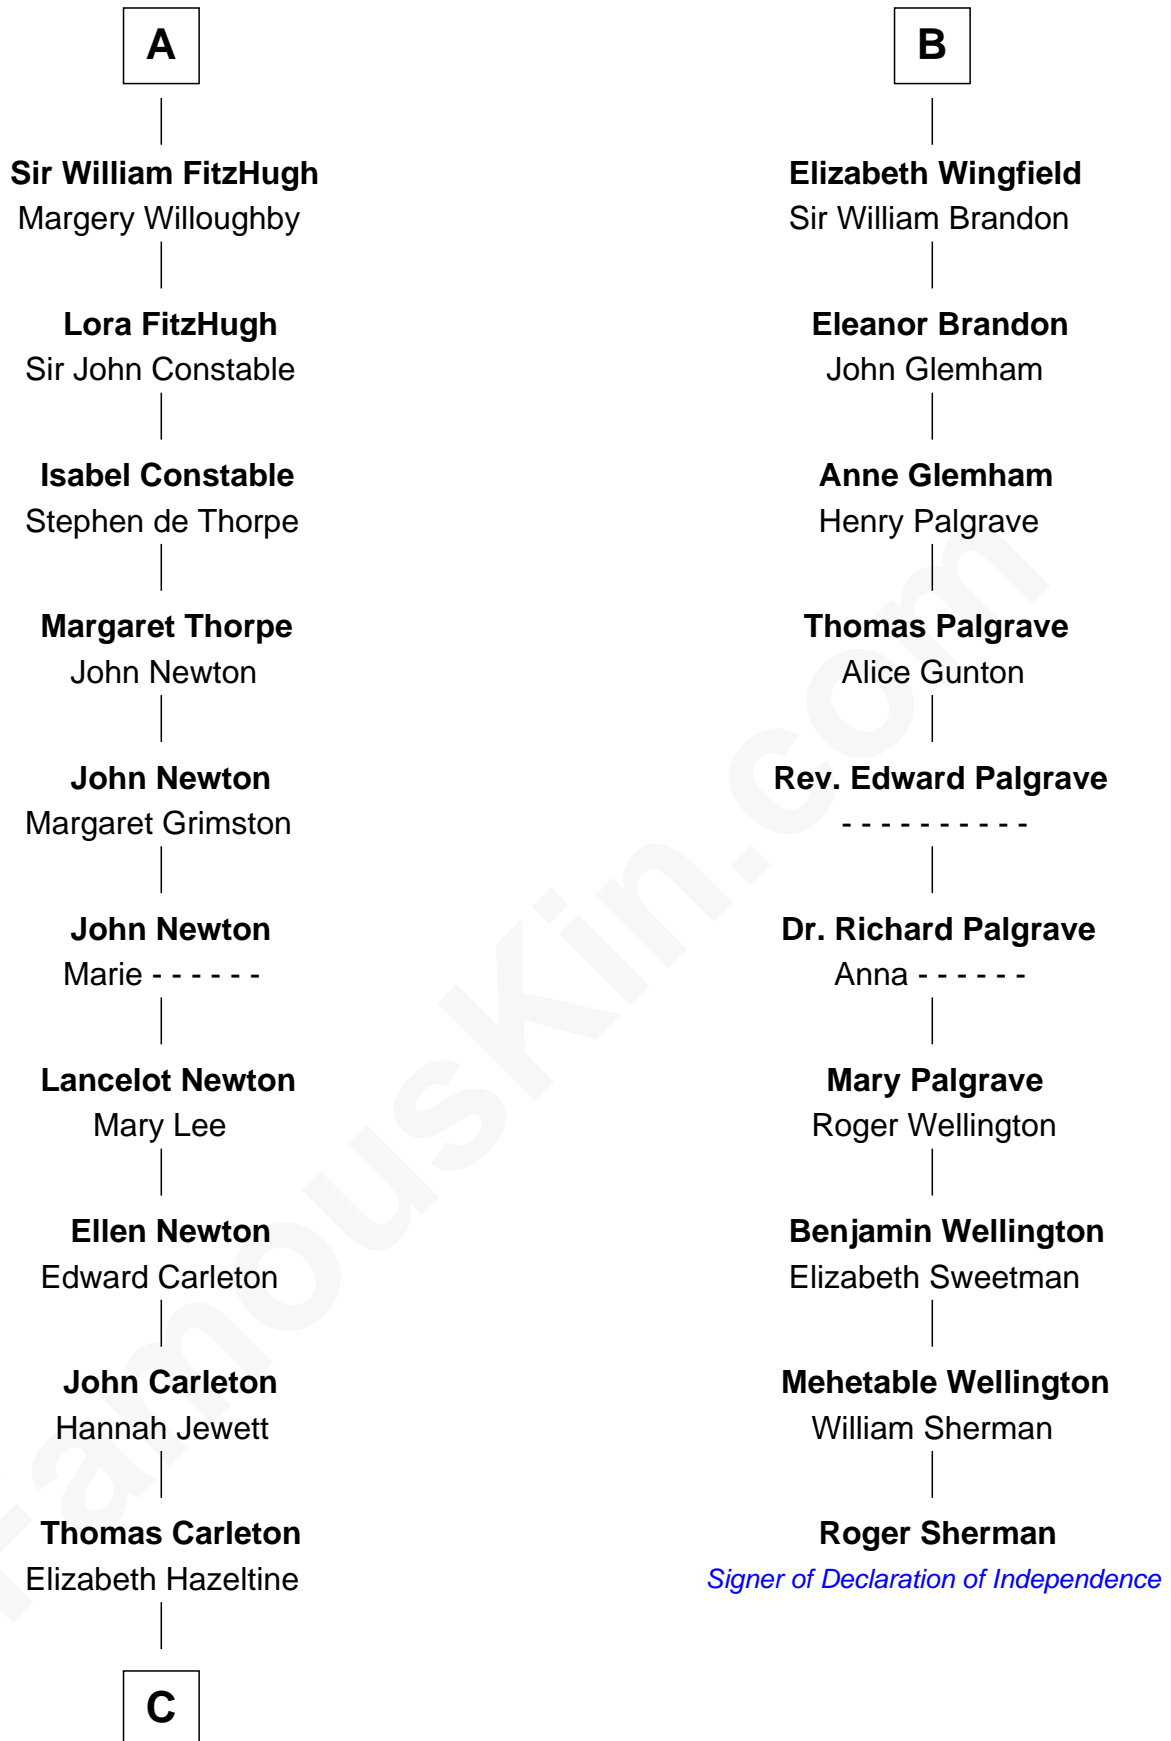 A
Sir William FitzHugh
Margery Willoughby
Lora FitzHugh
Sir John Constable
Isabel Constable
Stephen de Thorpe
Margaret Thorpe
John Newton
John Newton
Margaret Grimston
John Newton
Marie - - - - - -
Lancelot Newton
Mary Lee
Ellen Newton
Edward Carleton
John Carleton
Hannah Jewett
Thomas Carleton
Elizabeth Hazeltine
C
B
Elizabeth Wingfield
Sir William Brandon
Eleanor Brandon
John Glemham
Anne Glemham
Henry Palgrave
Thomas Palgrave
Alice Gunton
Rev. Edward Palgrave
- - - - - - - - - -
Dr. Richard Palgrave
Anna - - - - - -
Mary Palgrave
Roger Wellington
Benjamin Wellington
Elizabeth Sweetman
Mehetable Wellington
William Sherman
Roger Sherman
Signer of Declaration of Independence
FamousKin.com